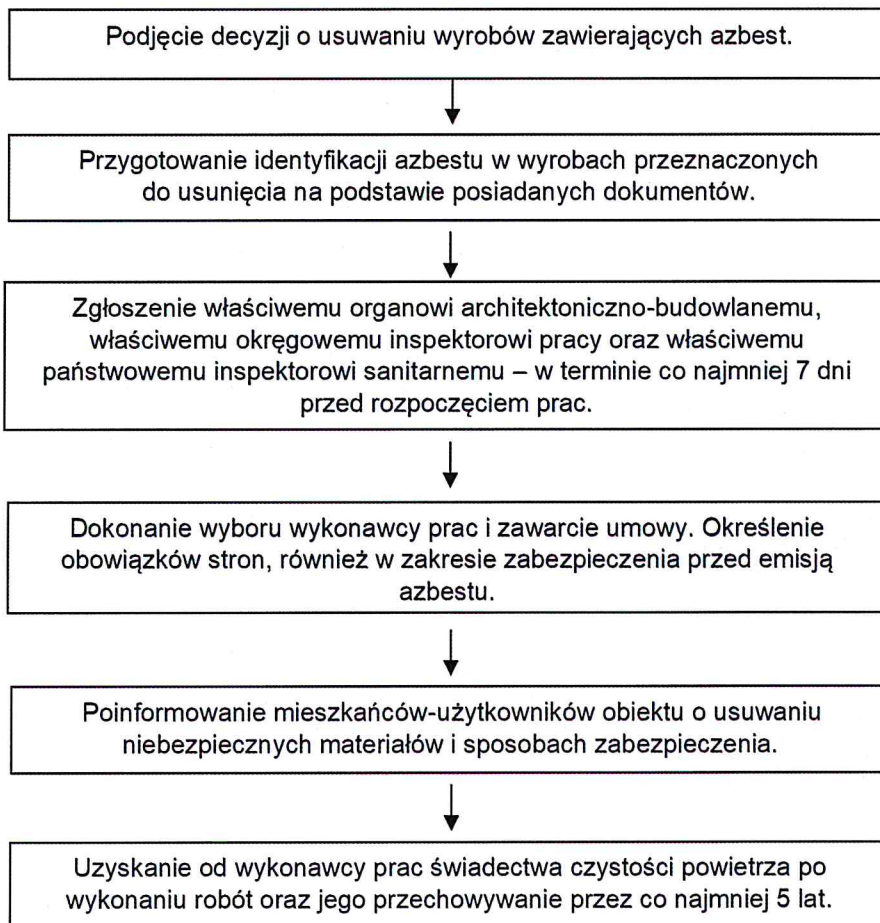 Podjęcie decyzji o usuwaniu wyrobów zawierających azbest.
Przygotowanie identyfikacji azbestu w wyrobach przeznaczonych
do usunięcia na podstawie posiadanych dokumentów.
Zgłoszenie właściwemu organowi architektoniczno-budowlanemu,
właściwemu okręgowemu inspektorowi pracy oraz właściwemu
państwowemu inspektorowi sanitarnemu – w terminie co najmniej 7 dni
przed rozpoczęciem prac.
Dokonanie wyboru wykonawcy prac i zawarcie umowy. Określenie
obowiązków stron, również w zakresie zabezpieczenia przed emisją
azbestu.
Poinformowanie mieszkańców-użytkowników obiektu o usuwaniu
niebezpiecznych materiałów i sposobach zabezpieczenia.
Uzyskanie od wykonawcy prac świadectwa czystości powietrza po
wykonaniu robót oraz jego przechowywanie przez co najmniej 5 lat.